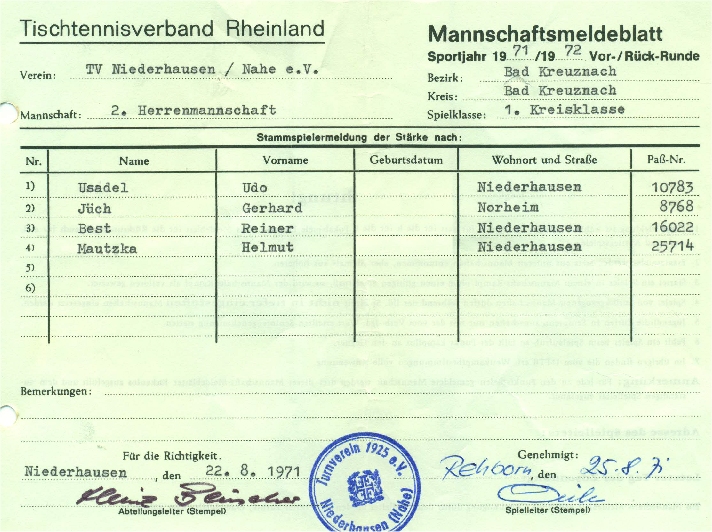 Tischtennisverband Rheinland
Mannschaftsmeldeblatt
Sportjahr 19 71 /19 72 Vor-/Rück-Runde
Verein: TV Niederhausen / Nahe e.V.
Bezirk: Bad Kreuznach
Kreis: Bad Kreuznach
Mannschaft: 2. Herrenmannschaft
Spielklasse: 1. Kreisklasse
Stammspielermeldung der Stärke nach:
Nr. Name Vorname Geburtsdatum Wohnort und Straße Paß-Nr.
1) Usadel Udo Niederhausen 10783
2) Jüch Gerhard Norheim 8768
3) Best Reiner Niederhausen 16022
4) Mautzka Helmut Niederhausen 25714
5)
6)
Bemerkungen:
Für die Richtigkeit.
Niederhausen, den 22. 8. 1971
Abteilungsleiter (Stempel)
Turnverein 1925 e.V.
Niederhausen (Nahe)
Genehmigt:
Rehborn, den 25.8.71
Spielleiter (Stempel)